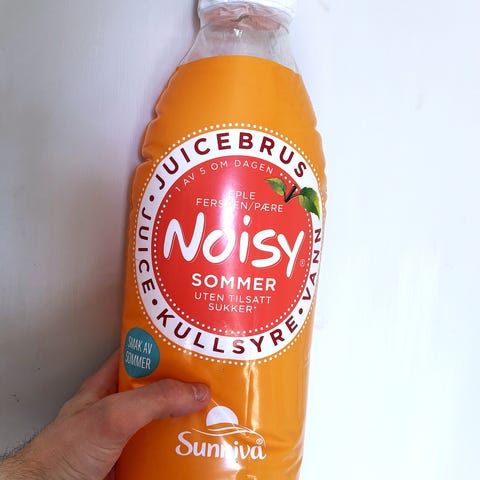 JUICEBRUS · VANN · KULLSYRE · JUICE ·
1 AV 5 OM DAGEN
EPLE
FERSKEN/PÆRE
NOiSY®
SOMMER
UTEN TILSATT
SUKKER*
SMAK AV
SOMMER
Sunniva®